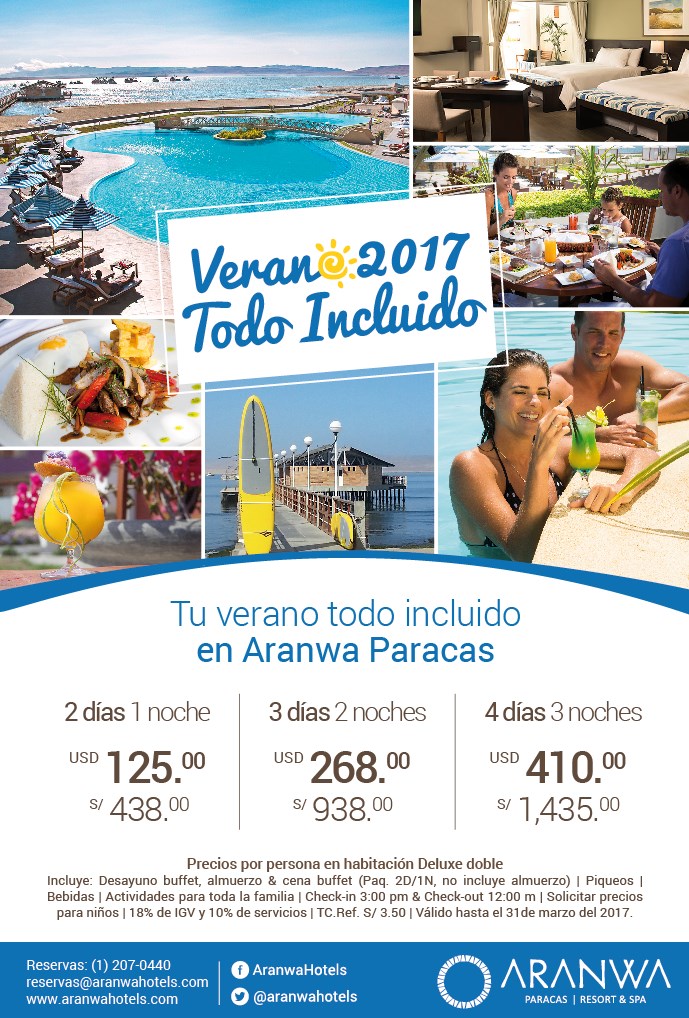 Verano 2017
Todo Incluido
Tu verano todo incluido
en Aranwa Paracas
2 días 1 noche
USD 125.00
S/ 438.00
3 días 2 noches
USD 268.00
S/ 938.00
4 días 3 noches
USD 410.00
S/ 1,435.00
Precios por persona en habitación Deluxe doble
Incluye: Desayuno buffet, almuerzo & cena buffet (Paq. 2D/1N, no incluye almuerzo) | Piqueos |
Bebidas | Actividades para toda la familia | Check-in 3:00 pm & Check-out 12:00 m | Solicitar precios
para niños | 18% de IGV y 10% de servicios | TC.Ref. S/ 3.50 | Válido hasta el 31de marzo del 2017.
Reservas: (1) 207-0440
reservas@aranwahotels.com
www.aranwahotels.com
AranwaHotels
@aranwahotels
ARANWA
PARACAS | RESORT & SPA